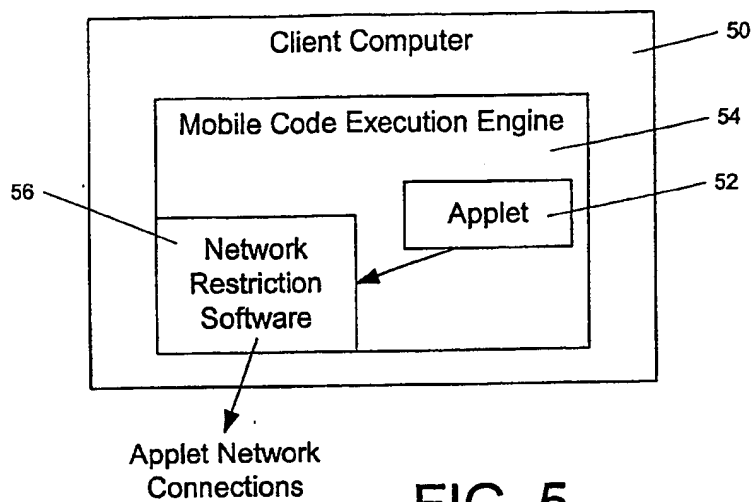 Client Computer
50
Mobile Code Execution Engine
54
56
Applet
52
Network
Restriction
Software
Applet Network
Connections
FIG. 5